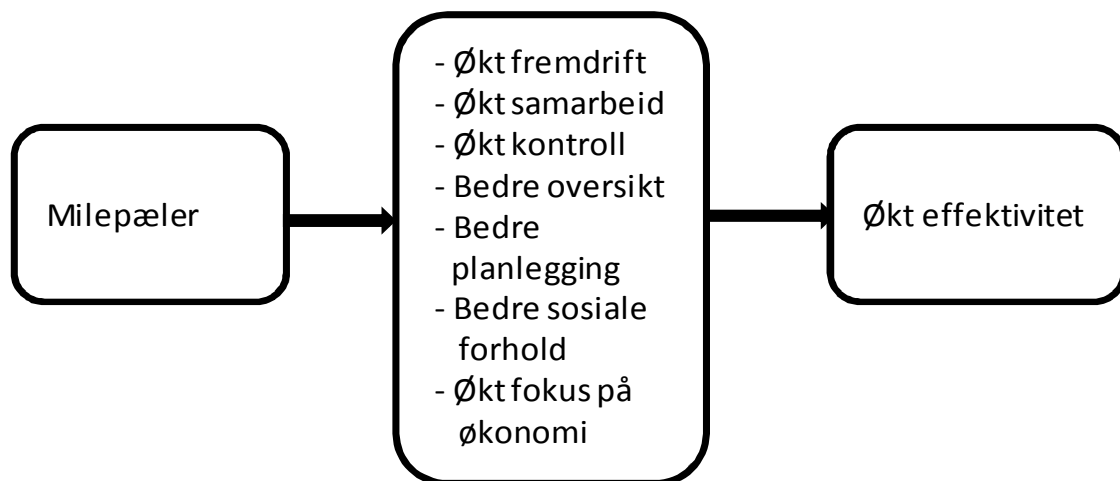 Milepæler
- Økt fremdrift
- Økt samarbeid
- Økt kontroll
- Bedre oversikt
- Bedre
planlegging
- Bedre sosiale
forhold
- Økt fokus på
økonomi
Økt effektivitet